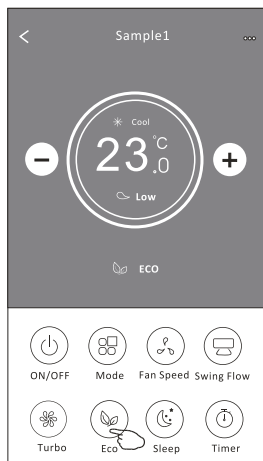 Sample1
Cool
23.0°C
Low
ECO
ON/OFF Mode Fan Speed Swing Flow
Turbo Eco Sleep Timer